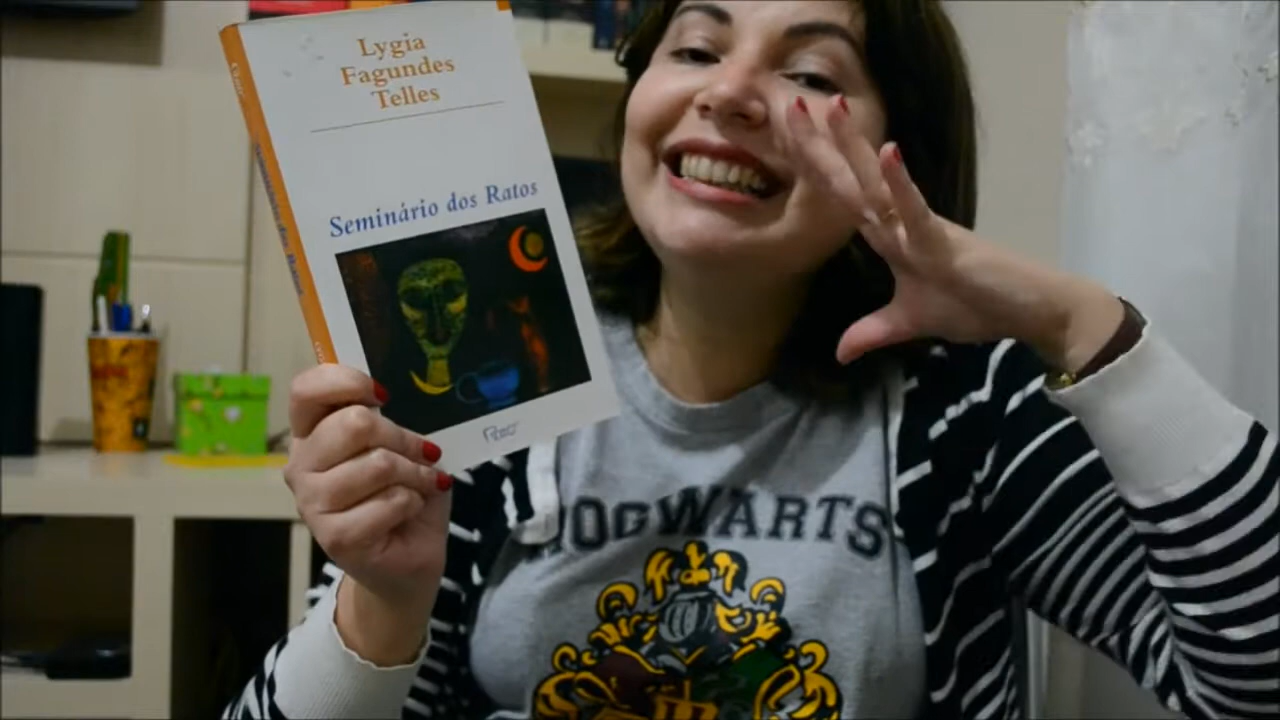 Lygia
Fagundes
Telles
Seminário dos Ratos
HOGWARTS